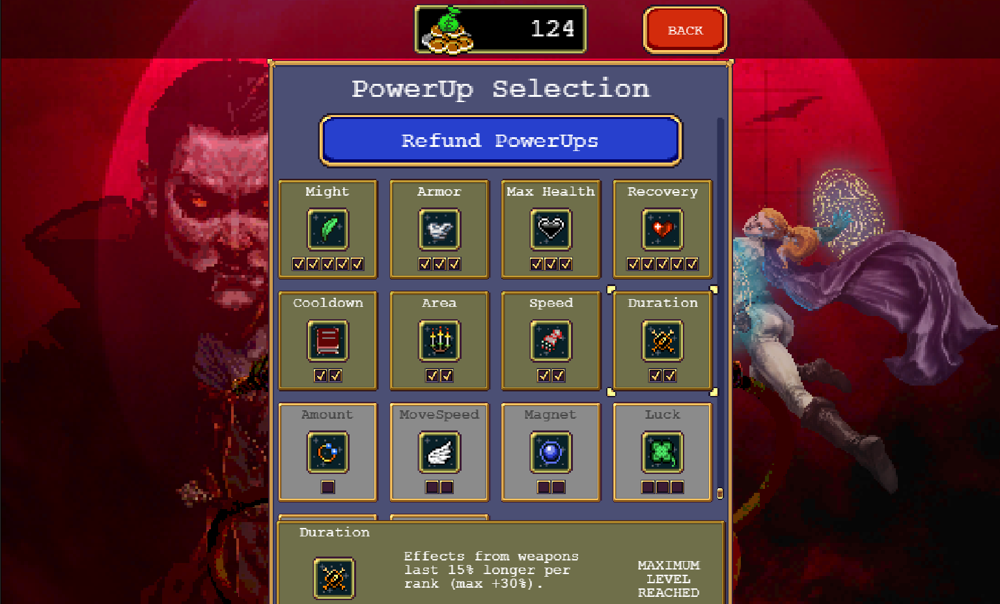 124
BACK
PowerUp Selection
Refund PowerUps
Might
Armor
Max Health
Recovery
Cooldown
Area
Speed
Duration
Amount
MoveSpeed
Magnet
Luck
Duration
Effects from weapons
last 15% longer per
rank (max +30%).
MAXIMUM
LEVEL
REACHED